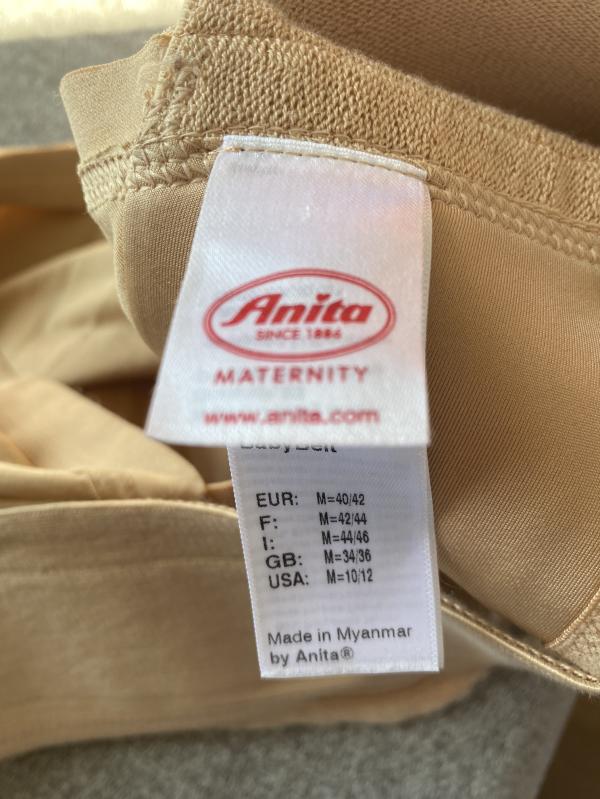 Anita
SINCE 1886
MATERNITY
www.anita.com
BabyBelt
EUR: M=40/42
F: M=42/44
I: M=44/46
GB: M=34/36
USA: M=10/12
Made in Myanmar
by Anita®